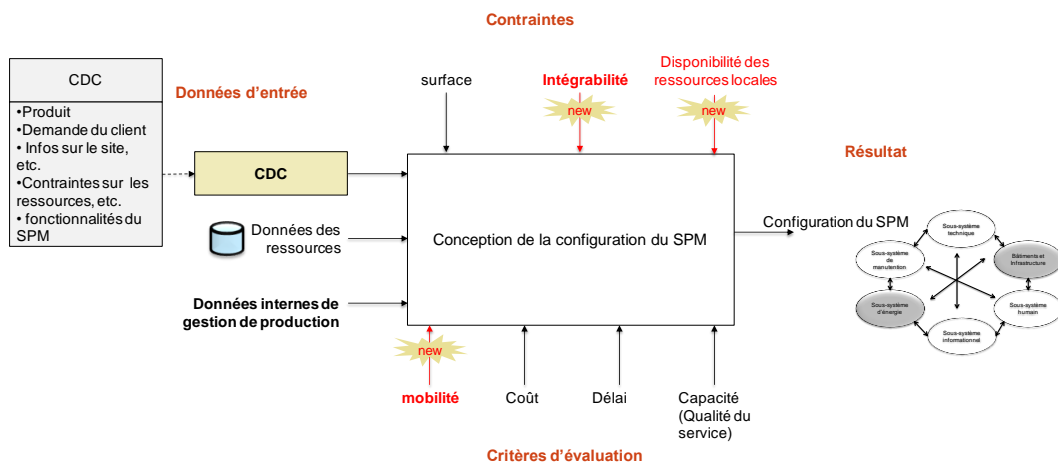 Contraintes
CDC
•Produit
•Demande du client
• Infos sur le site,
etc.
•Contraintes sur les
ressources, etc.
• fonctionnalités du
SPM
Données d'entrée
CDC
Données des
ressources
Données internes de
gestion de production
surface
Intégrabilité
new
Disponibilité des
ressources locales
new
Conception de la configuration du SPM
new
mobilité
Coût
Délai
Capacité
(Qualité du
service)
Critères d'évaluation
Résultat
Configuration du SPM
Sous-système
technique
Sous-système
de
manutention
Bâtiments et
Infrastructure
Sous-système
d'énergie
Sous-système
humain
Sous-système
informationnel